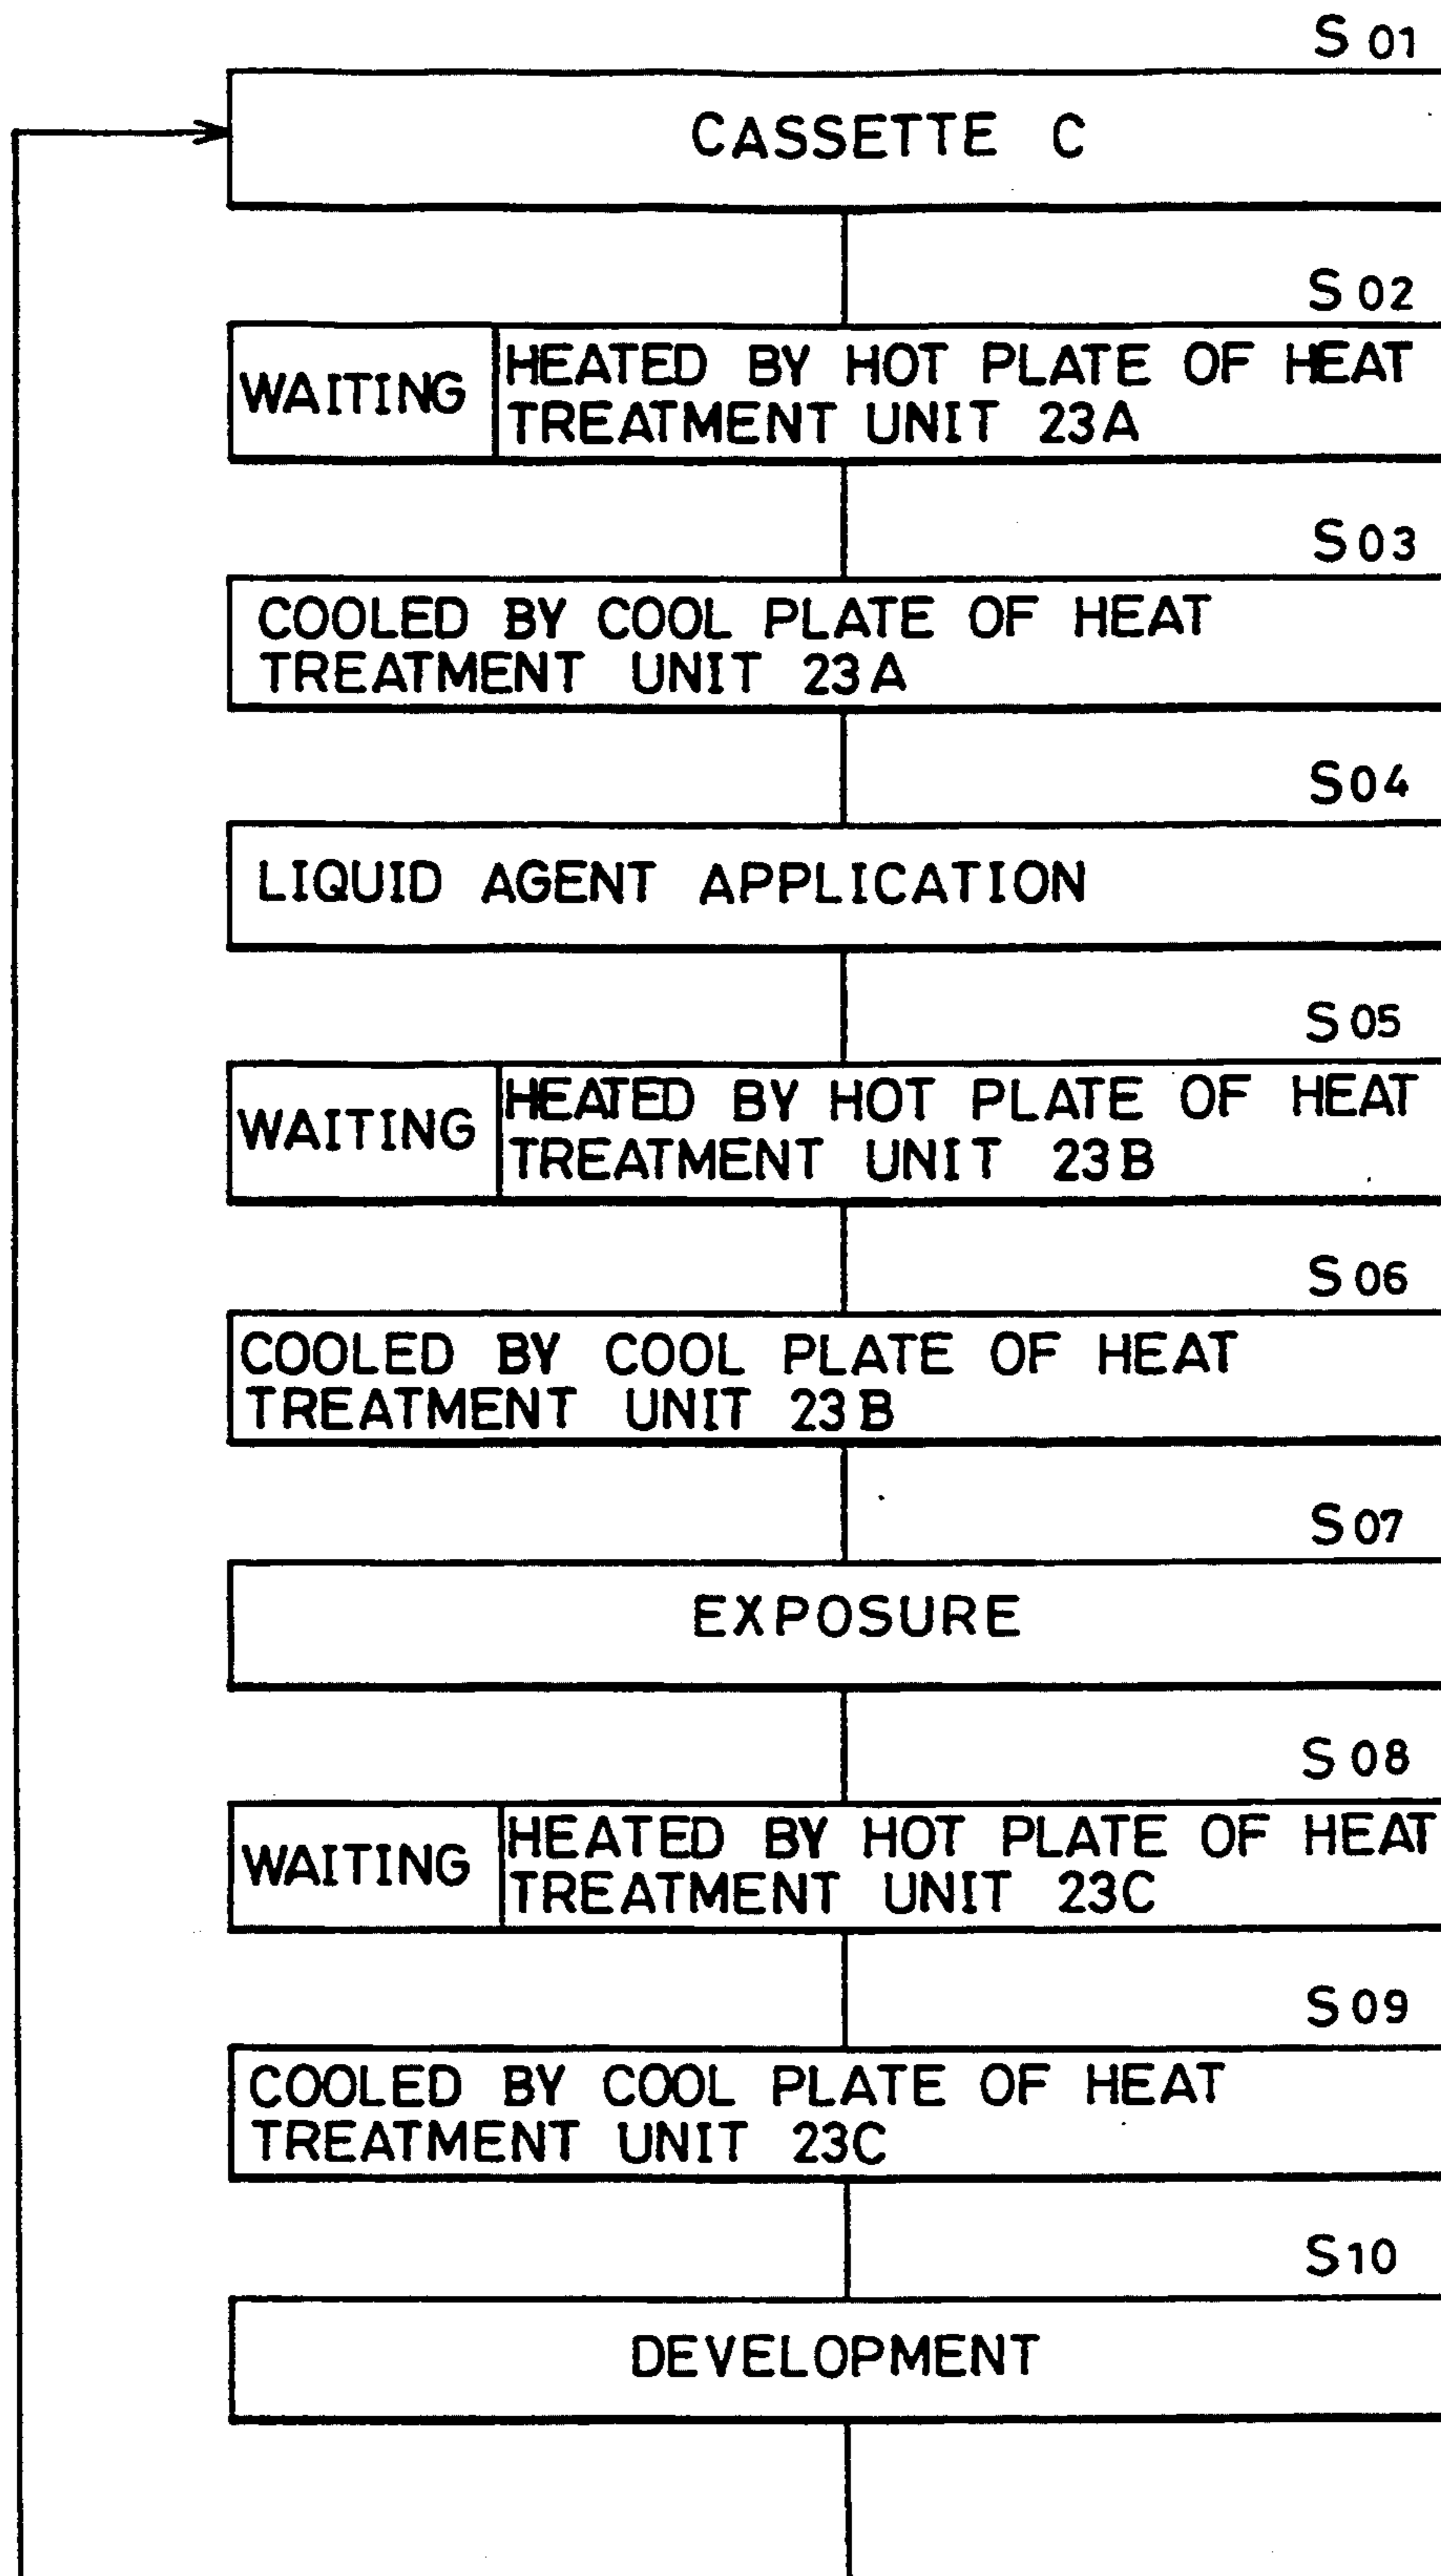 S01
CASSETTE C
S02
WAITING
HEATED BY HOT PLATE OF HEAT
TREATMENT UNIT 23A
S03
COOLED BY COOL PLATE OF HEAT
TREATMENT UNIT 23A
S04
LIQUID AGENT APPLICATION
S05
WAITING
HEATED BY HOT PLATE OF HEAT
TREATMENT UNIT 23B
S06
COOLED BY COOL PLATE OF HEAT
TREATMENT UNIT 23B
S07
EXPOSURE
S08
WAITING
HEATED BY HOT PLATE OF HEAT
TREATMENT UNIT 23C
S09
COOLED BY COOL PLATE OF HEAT
TREATMENT UNIT 23C
S10
DEVELOPMENT